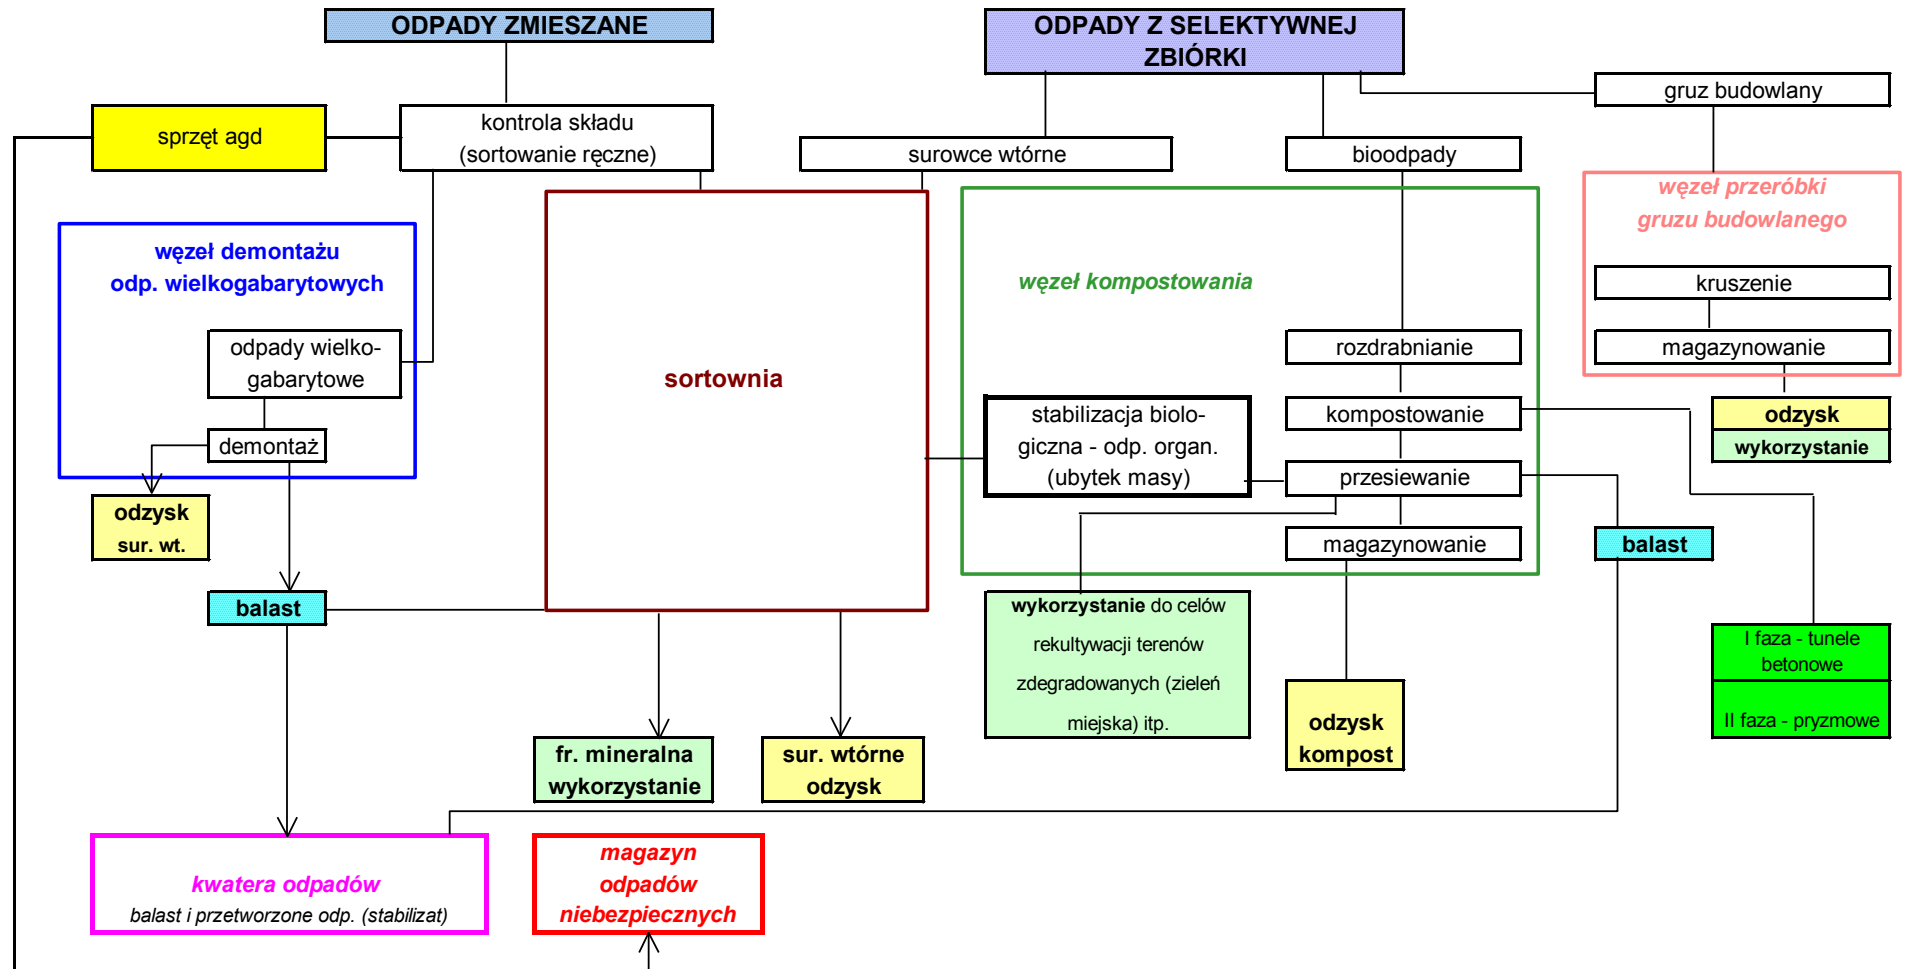 ODPADY ZMIESZANE
ODPADY Z SELEKTYWNEJ
ZBIÓRKI
gruz budowlany
sprzęt agd
kontrola składu
(sortowanie ręczne)
surowce wtórne
bioodpady
węzeł przeróbki
gruzu budowlanego
węzeł demontażu
odp. wielkogabarytowych
węzeł kompostowania
kruszenie
odpady wielko-
gabarytowe
rozdrabnianie
magazynowanie
sortownia
stabilizacja biolo-
giczna - odp. organ.
(ubytek masy)
kompostowanie
odzysk
wykorzystanie
demontaż
przesiewanie
odzysk
sur. wt.
magazynowanie
balast
balast
wykorzystanie do celów
rekultywacji terenów
zdegradowanych (zieleń
miejska) itp.
I faza - tunele
betonowe
II faza - pryzmowe
odzysk
kompost
fr. mineralna
wykorzystanie
sur. wtórne
odzysk
kwatera odpadów
balast i przetworzone odp. (stabilizat)
magazyn
odpadów
niebezpiecznych